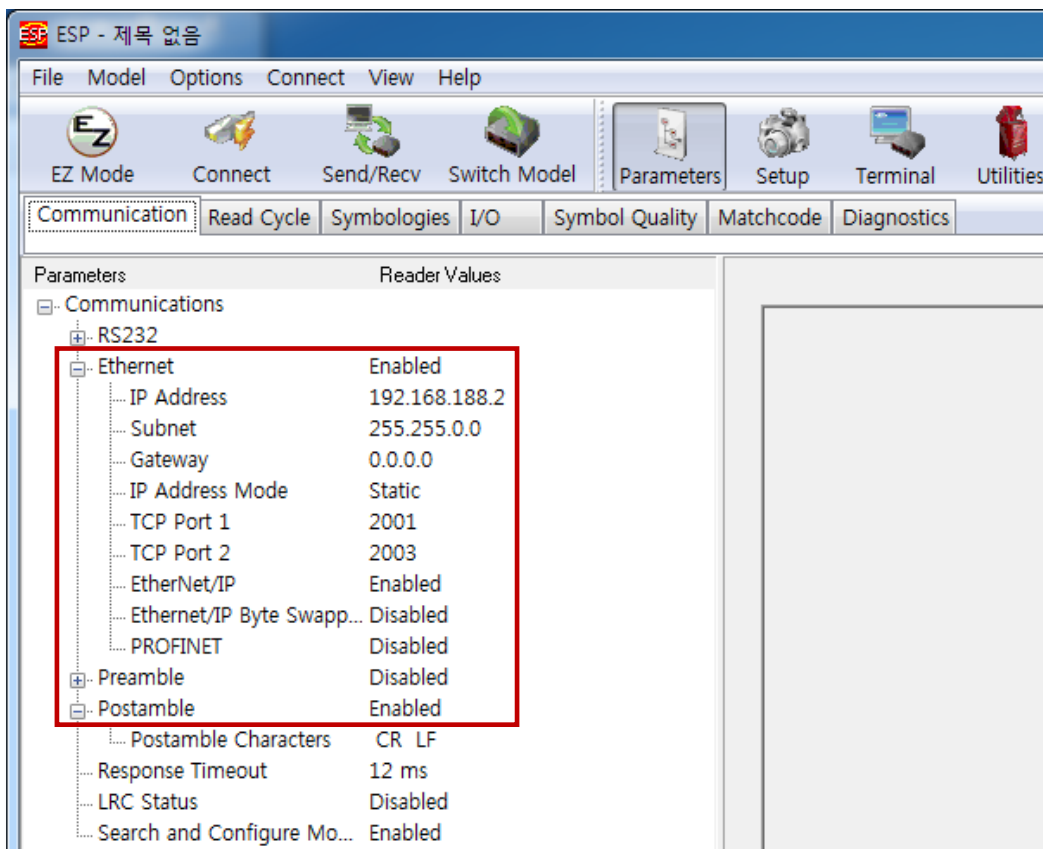 ESP - 제목 없음
File Model Options Connect View Help
EZ Mode Connect Send/Recv Switch Model Parameters Setup Terminal Utilities
Communication Read Cycle Symbologies I/O Symbol Quality Matchcode Diagnostics
Parameters Reader Values
Communications
RS232
Ethernet Enabled
IP Address 192.168.188.2
Subnet 255.255.0.0
Gateway 0.0.0.0
IP Address Mode Static
TCP Port 1 2001
TCP Port 2 2003
EtherNet/IP Enabled
Ethernet/IP Byte Swapp... Disabled
PROFINET Disabled
Preamble Disabled
Postamble Enabled
Postamble Characters CR LF
Response Timeout 12 ms
LRC Status Disabled
Search and Configure Mo... Enabled